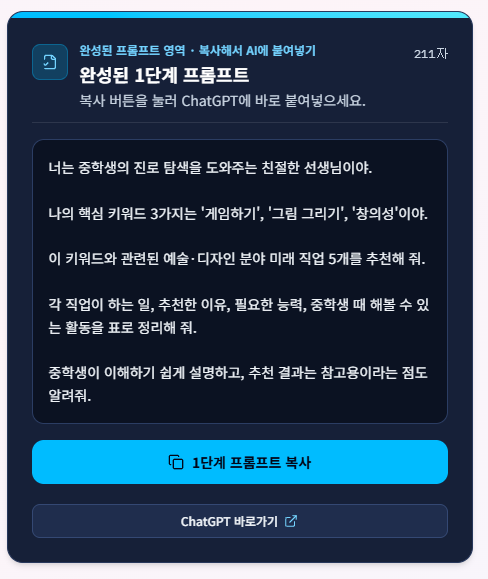 완성된 프롬프트 영역 · 복사해서 AI에 붙여넣기
211자
완성된 1단계 프롬프트
복사 버튼을 눌러 ChatGPT에 바로 붙여넣으세요.
너는 중학생의 진로 탐색을 도와주는 친절한 선생님이야.
나의 핵심 키워드 3가지는 '게임하기', '그림 그리기', '창의성'이야.
이 키워드와 관련된 예술·디자인 분야 미래 직업 5개를 추천해 줘.
각 직업이 하는 일, 추천한 이유, 필요한 능력, 중학생 때 해볼 수 있
는 활동을 표로 정리해 줘.
중학생이 이해하기 쉽게 설명하고, 추천 결과는 참고용이라는 점도
알려줘.
1단계 프롬프트 복사
ChatGPT 바로가기